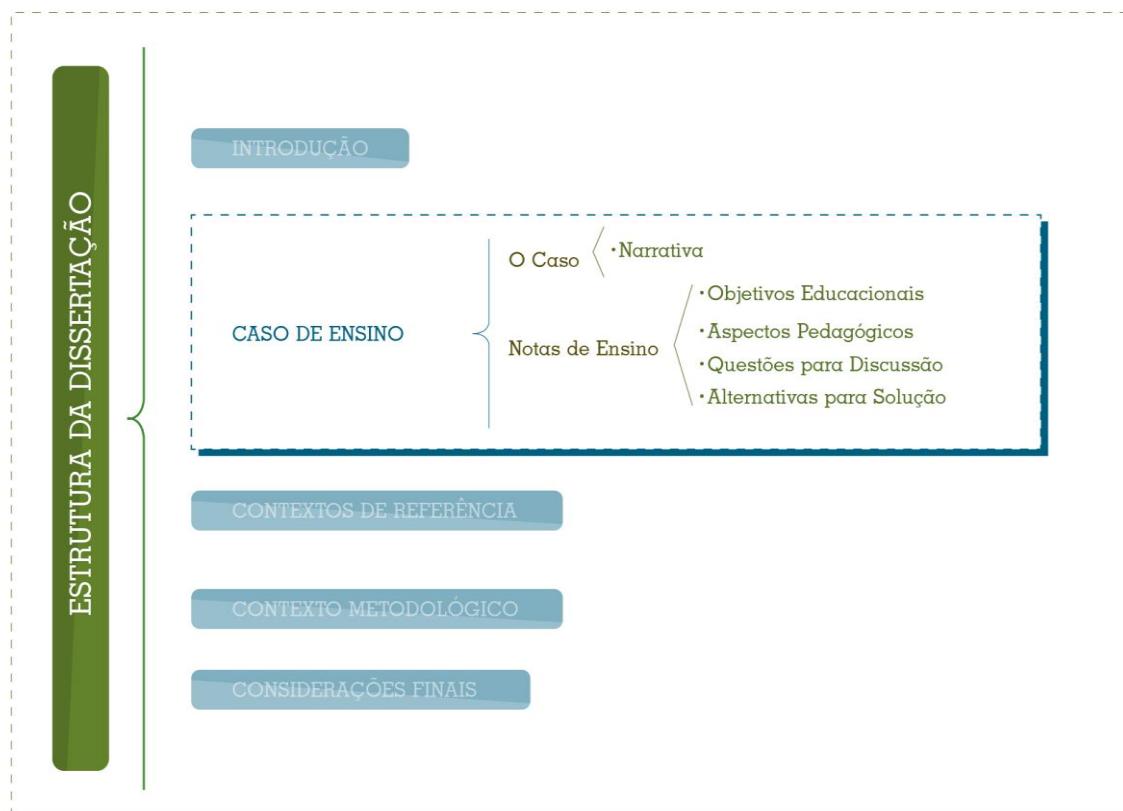 ESTRUTURA DA DISSERTAÇÃO
INTRODUÇÃO
CASO DE ENSINO
O Caso
•Narrativa
Notas de Ensino
•Objetivos Educacionais
•Aspectos Pedagógicos
•Questões para Discussão
•Alternativas para Solução
CONTEXTOS DE REFERÊNCIA
CONTEXTO METODOLÓGICO
CONSIDERAÇÕES FINAIS